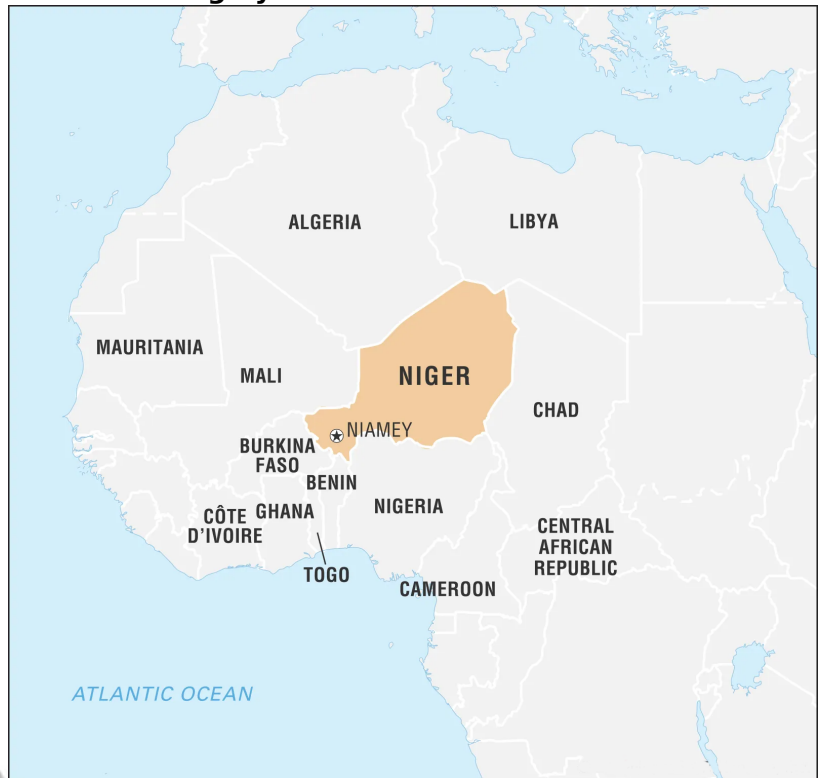 ALGERIA
LIBYA
MAURITANIA
MALI
NIGER
CHAD
NIAMEY
BURKINA
FASO
BENIN
NIGERIA
CÔTE
D'IVOIRE
GHANA
TOGO
CENTRAL
AFRICAN
REPUBLIC
CAMEROON
ATLANTIC OCEAN